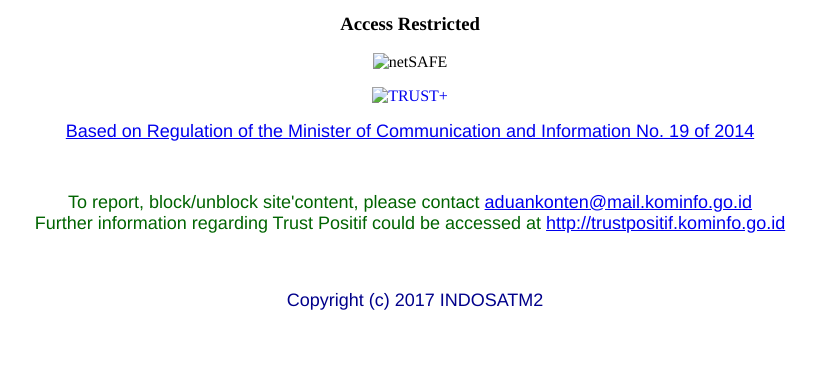 Access Restricted
netSAFE
TRUST+
Based on Regulation of the Minister of Communication and Information No. 19 of 2014
To report, block/unblock site'content, please contact aduankonten@mail.kominfo.go.id
Further information regarding Trust Positif could be accessed at http://trustpositif.kominfo.go.id
Copyright (c) 2017 INDOSATM2